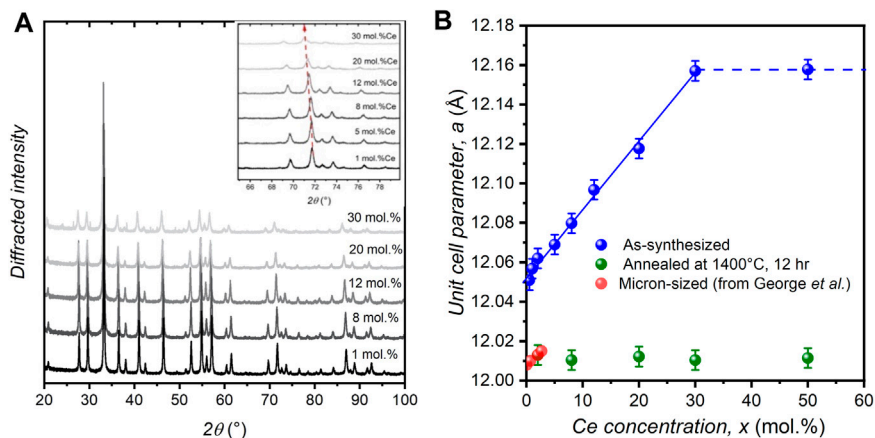 A
Diffracted intensity
30 mol.%Ce
20 mol.%Ce
12 mol.%Ce
8 mol.%Ce
5 mol.%Ce
1 mol.%Ce
70 72 74 76 78
2θ (°)
30 mol.%
20 mol.%
12 mol.%
8 mol.%
1 mol.%
20 30 40 50 60 70 80 90 100
2θ (°)
B
Unit cell parameter, a (Å)
12.16
12.14
12.12
12.10
12.08
12.06
12.04
12.02
12.00
As-synthesized
Annealed at 1400°C, 12 hr
Micron-sized (from George et al.)
0 10 20 30 40 50 60
Ce concentration, x (mol.%)